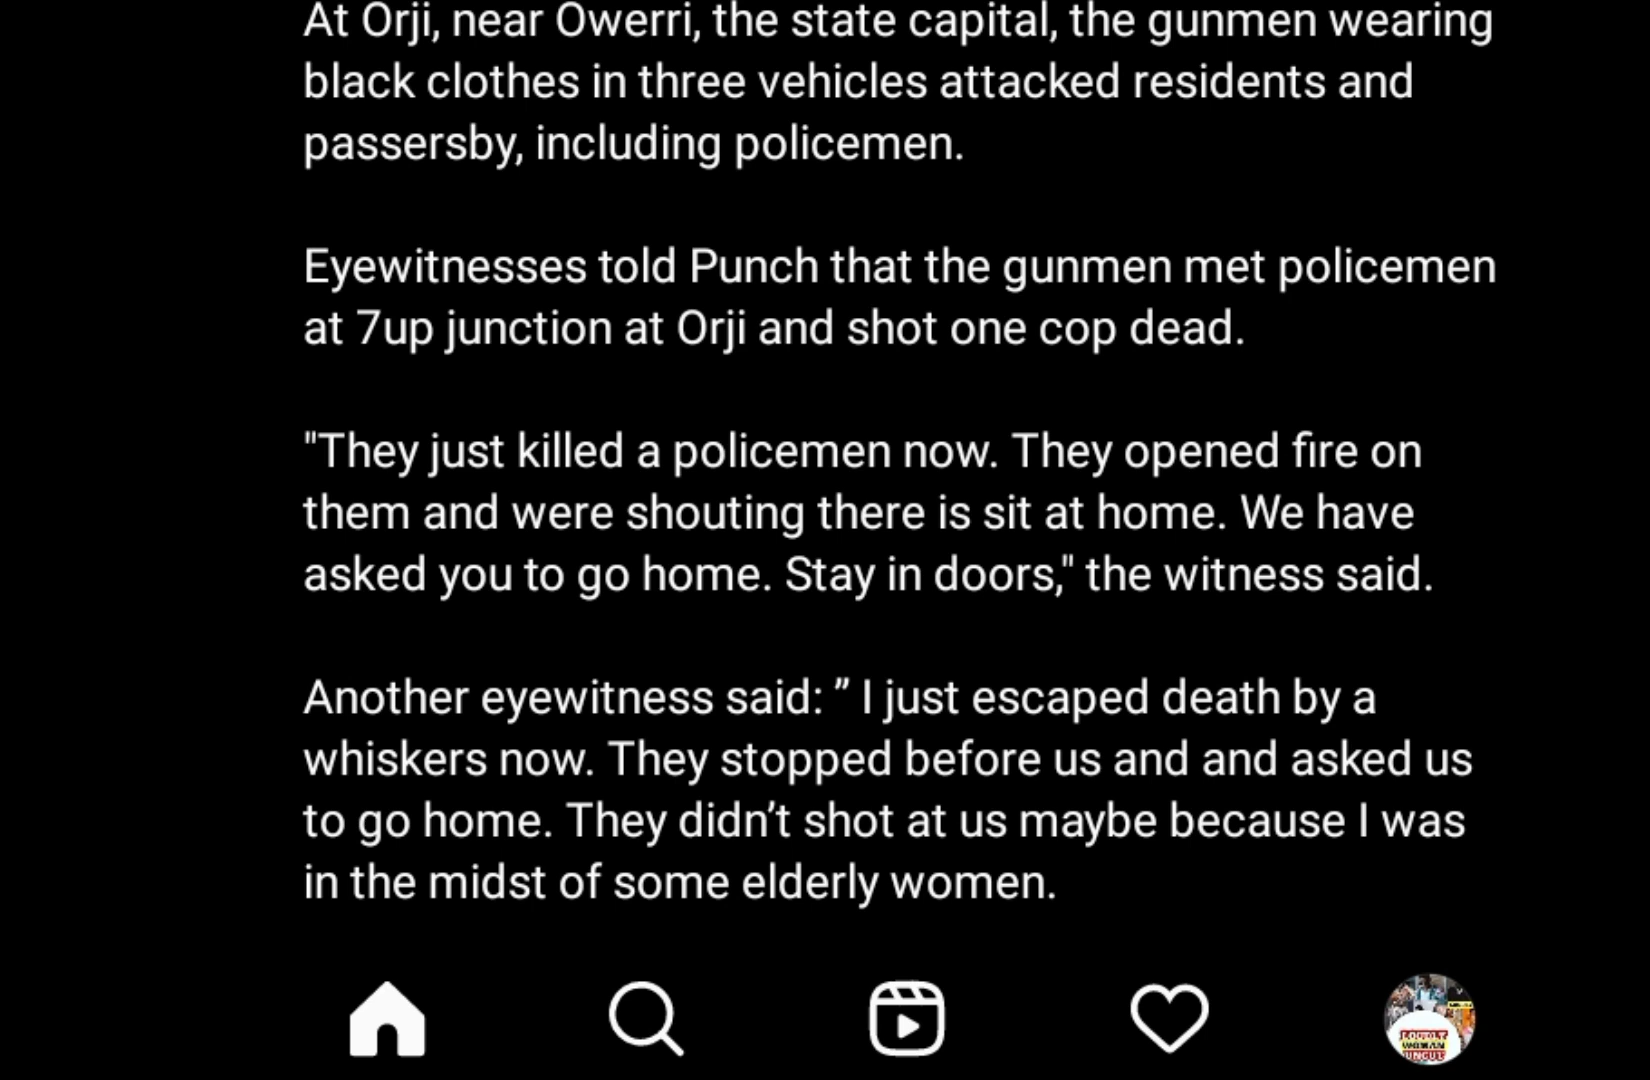 At Orji, near Owerri, the state capital, the gunmen wearing
black clothes in three vehicles attacked residents and
passersby, including policemen.
Eyewitnesses told Punch that the gunmen met policemen
at 7up junction at Orji and shot one cop dead.
"They just killed a policemen now. They opened fire on
them and were shouting there is sit at home. We have
asked you to go home. Stay in doors," the witness said.
Another eyewitness said: ” I just escaped death by a
whiskers now. They stopped before us and and asked us
to go home. They didn’t shot at us maybe because I was
in the midst of some elderly women.
WOMAN
UNCUT